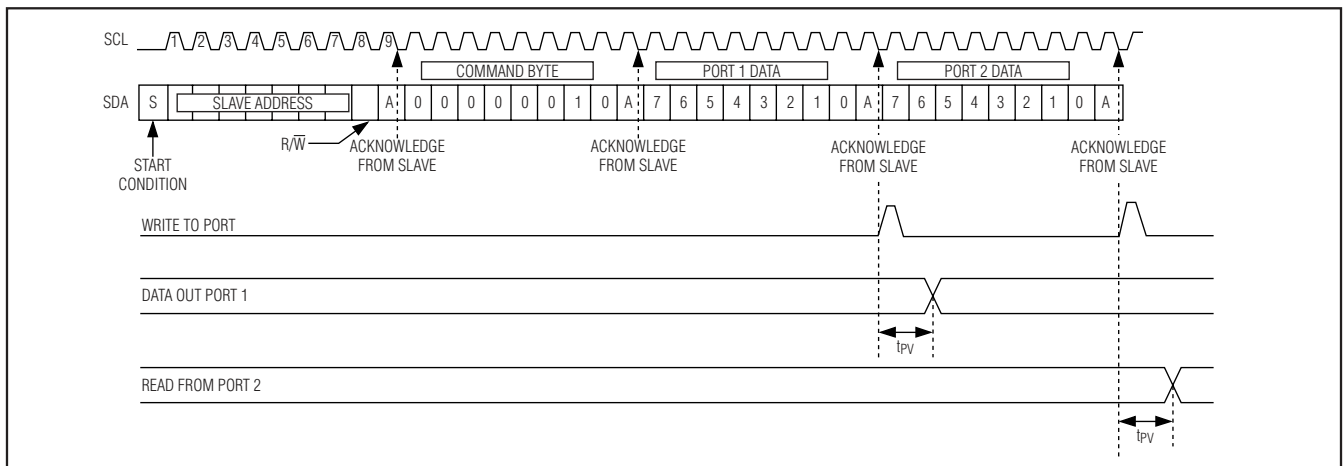 SCL 1 2 3 4 5 6 7 8 9
COMMAND BYTE PORT 1 DATA PORT 2 DATA
SDA S SLAVE ADDRESS A 0 0 0 0 0 0 1 0 A 7 6 5 4 3 2 1 0 A 7 6 5 4 3 2 1 0 A
R/W̅
START
CONDITION
ACKNOWLEDGE
FROM SLAVE
ACKNOWLEDGE
FROM SLAVE
ACKNOWLEDGE
FROM SLAVE
ACKNOWLEDGE
FROM SLAVE
WRITE TO PORT
DATA OUT PORT 1
tPV
READ FROM PORT 2
tPV